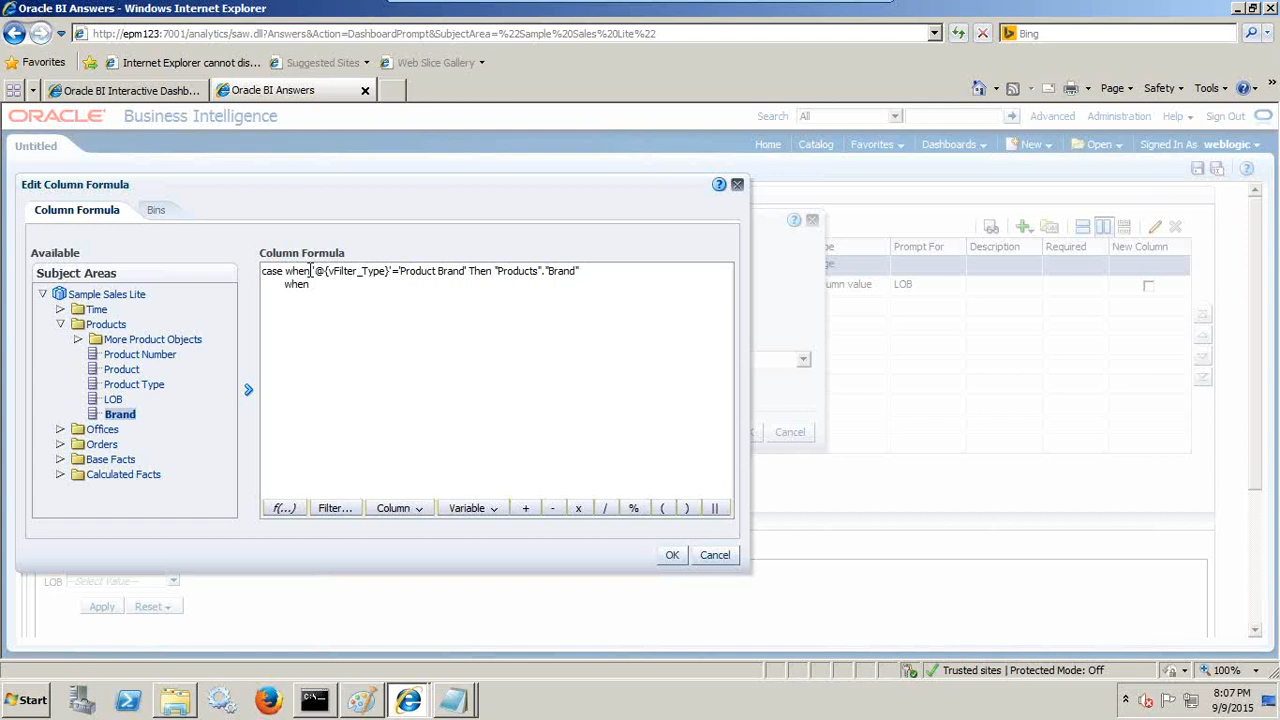 Oracle BI Answers - Windows Internet Explorer
http://epm123:7001/analytics/saw.dll?Answers&Action=DashboardPrompt&SubjectArea=%22Sample%20Sales%20Lite%22
Bing
Favorites
Internet Explorer cannot dis...
Suggested Sites
Web Slice Gallery
Oracle BI Interactive Dashb...
Oracle BI Answers
Page
Safety
Tools
ORACLE Business Intelligence
Search All
Advanced
Administration
Help
Sign Out
Untitled
Home
Catalog
Favorites
Dashboards
New
Open
Signed In As weblogic
Edit Column Formula
Column Formula
Bins
Available
Column Formula
Subject Areas
Sample Sales Lite
Time
Products
More Product Objects
Product Number
Product
Product Type
LOB
Brand
Offices
Orders
Base Facts
Calculated Facts
case when '@{vFilter_Type}'='Product Brand' Then "Products"."Brand"
when
f(...)
Filter...
Column
Variable
+
-
x
/
%
(
)
||
OK
Cancel
Prompt For
Description
Required
New Column
LOB
Cancel
LOB --Select Value--
Apply
Reset
Trusted sites | Protected Mode: Off
100%
Start
8:07 PM
9/9/2015